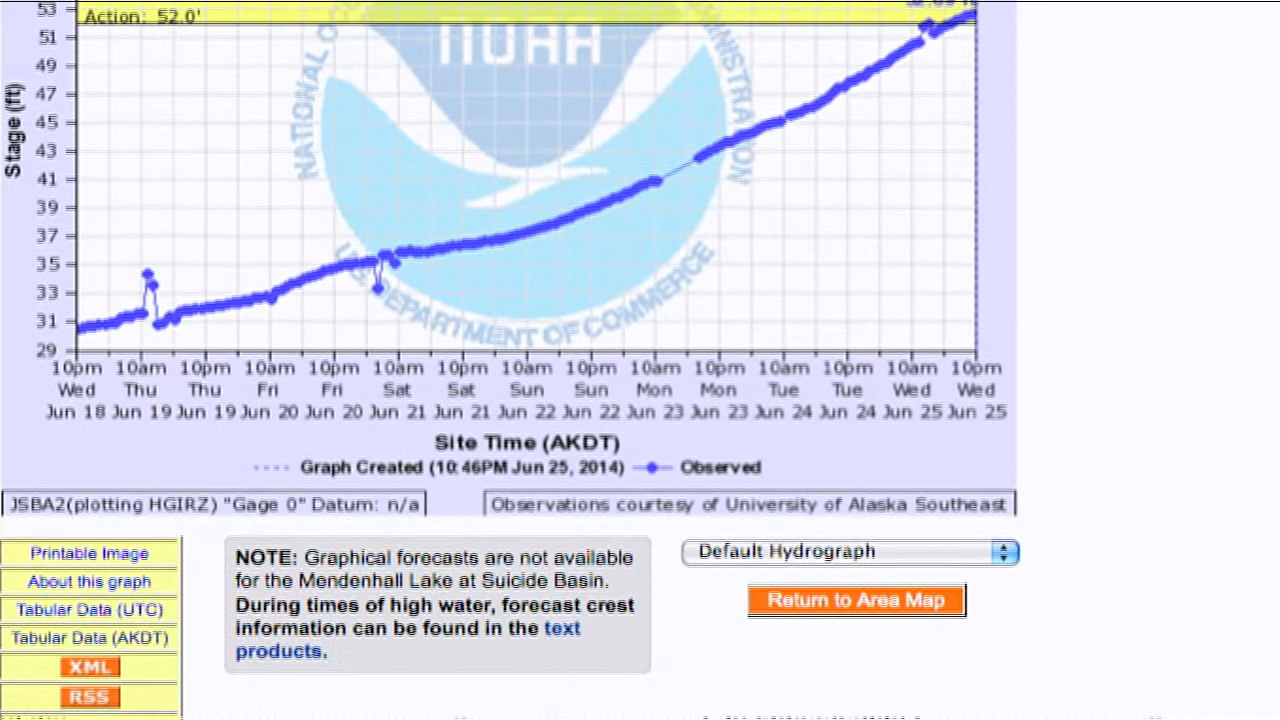 53
Action: 52.0'
51
49
47
45
43
41
39
37
35
33
31
29
Stage (ft)
NOAA
U.S. DEPARTMENT OF COMMERCE
10pm 10am 10pm 10am 10pm 10am 10pm 10am 10pm 10am 10pm 10am 10pm 10am 10pm
Wed Thu Thu Fri Fri Sat Sat Sun Sun Mon Mon Tue Tue Wed Wed
Jun 18 Jun 19 Jun 19 Jun 20 Jun 20 Jun 21 Jun 21 Jun 22 Jun 22 Jun 23 Jun 23 Jun 24 Jun 24 Jun 25 Jun 25
Site Time (AKDT)
Graph Created (10:46PM Jun 25, 2014) Observed
JSBA2(plotting HGIRZ) "Gage 0" Datum: n/a
Observations courtesy of University of Alaska Southeast
Printable Image
About this graph
Tabular Data (UTC)
Tabular Data (AKDT)
XML
RSS
NOTE: Graphical forecasts are not available
for the Mendenhall Lake at Suicide Basin.
During times of high water, forecast crest
information can be found in the text
products.
Default Hydrograph
Return to Area Map